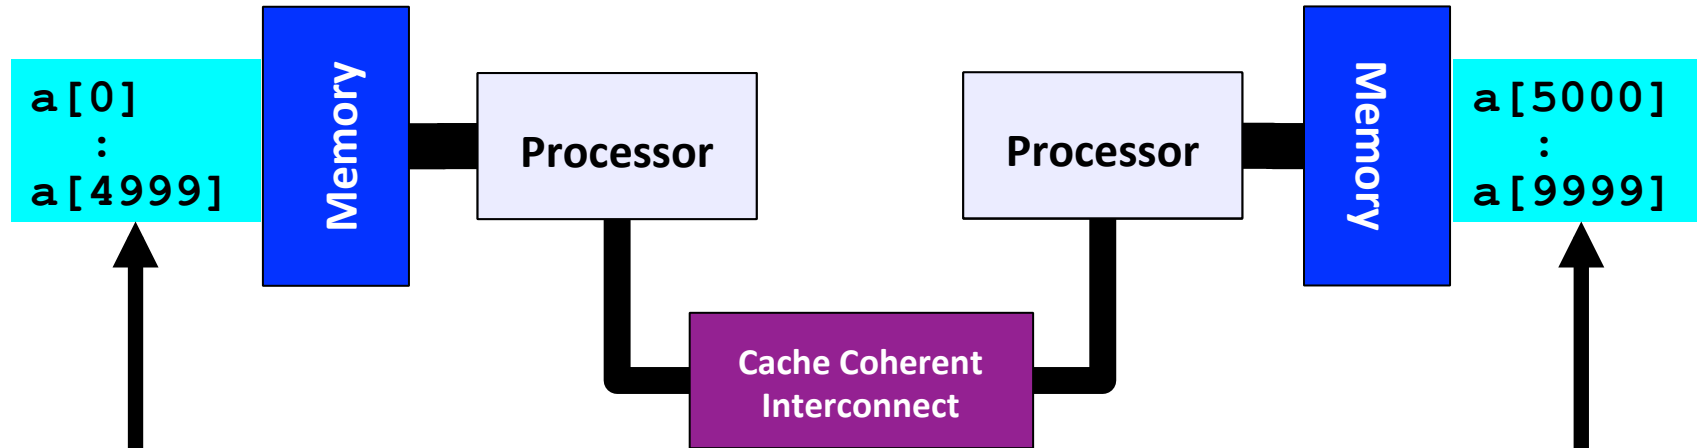 a[0]
:
a[4999]
Memory
Processor
Processor
Memory
a[5000]
:
a[9999]
Cache Coherent
Interconnect